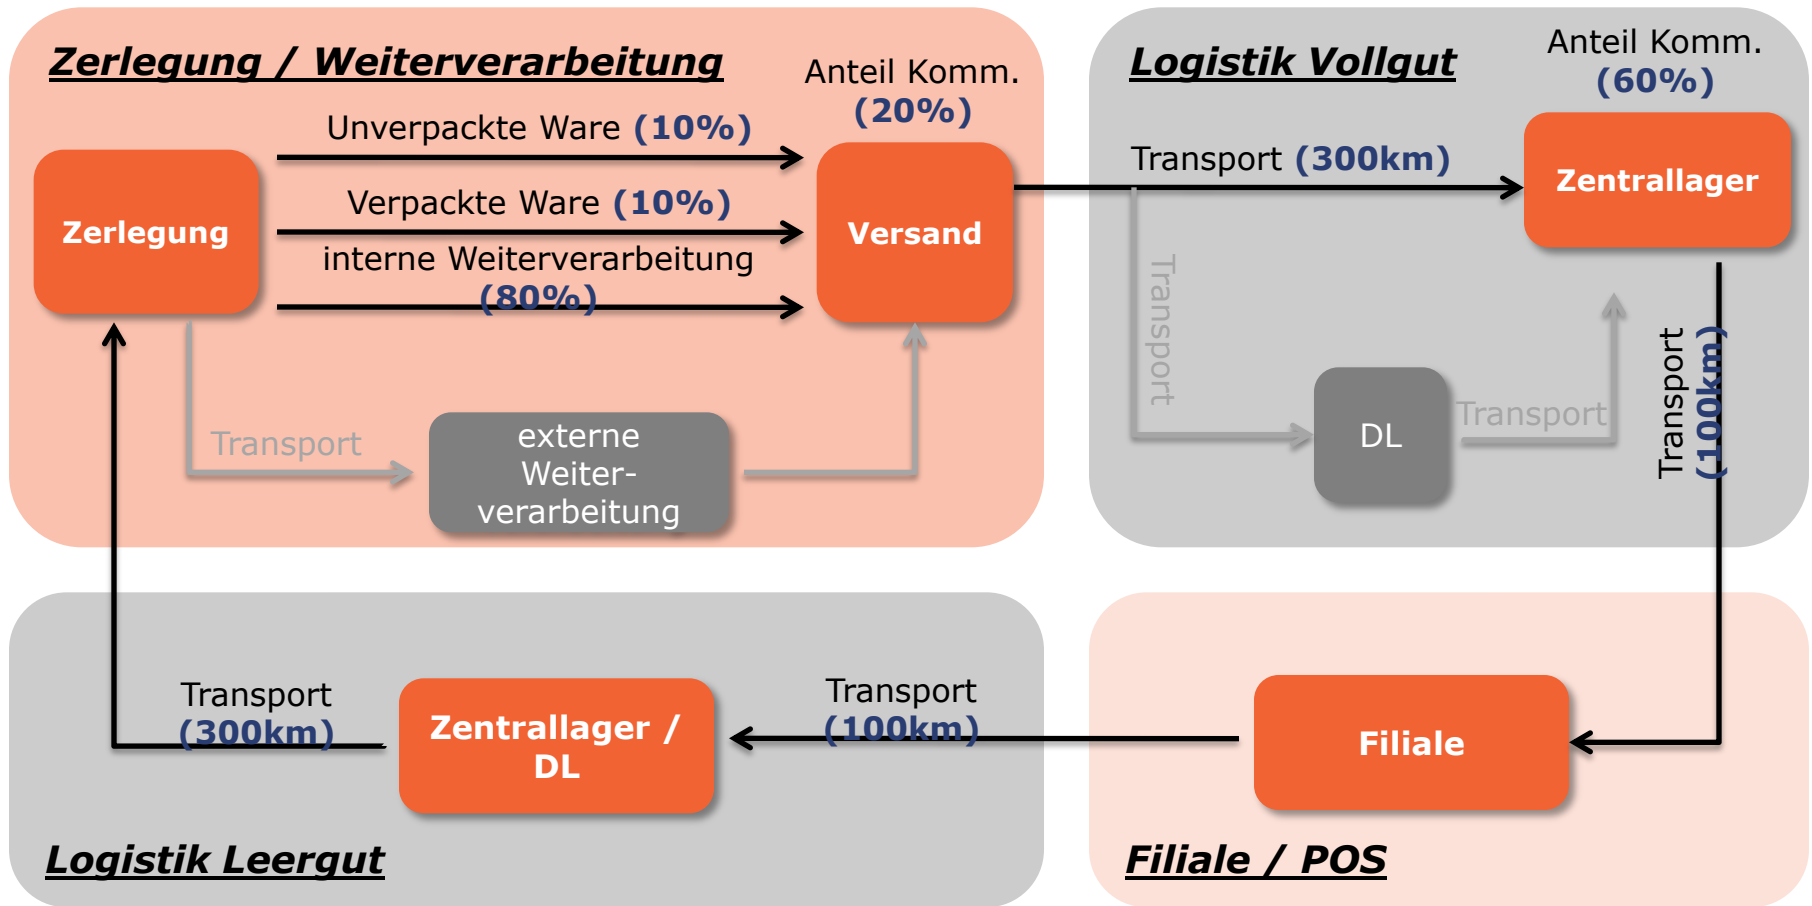 Zerlegung / Weiterverarbeitung
Anteil Komm.
(20%)
Unverpackte Ware (10%)
Verpackte Ware (10%)
interne Weiterverarbeitung
(80%)
Zerlegung
Versand
Transport
externe
Weiter-
verarbeitung
Logistik Vollgut
Anteil Komm.
(60%)
Transport (300km)
Zentrallager
Transport
DL
Transport
Transport
(100km)
Transport
(300km)
Zentrallager /
DL
Transport
(100km)
Logistik Leergut
Filiale
Filiale / POS